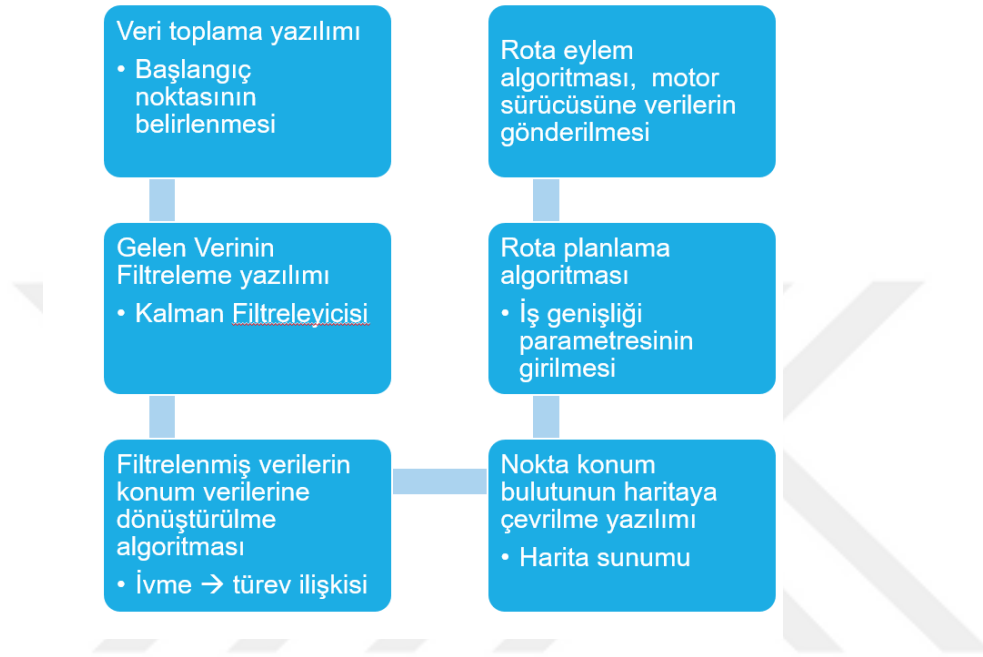 Veri toplama yazılımı
• Başlangıç
noktasının
belirlenmesi
Gelen Verinin
Filtreleme yazılımı
• Kalman Filtreleyicisi
Filtrelenmiş verilerin
konum verilerine
dönüştürülme
algoritması
• İvme → türev ilişkisi
Nokta konum
bulutunun haritaya
çevrilme yazılımı
• Harita sunumu
Rota planlama
algoritması
• İş genişliği
parametresinin
girilmesi
Rota eylem
algoritması,  motor
sürücüsüne verilerin
gönderilmesi